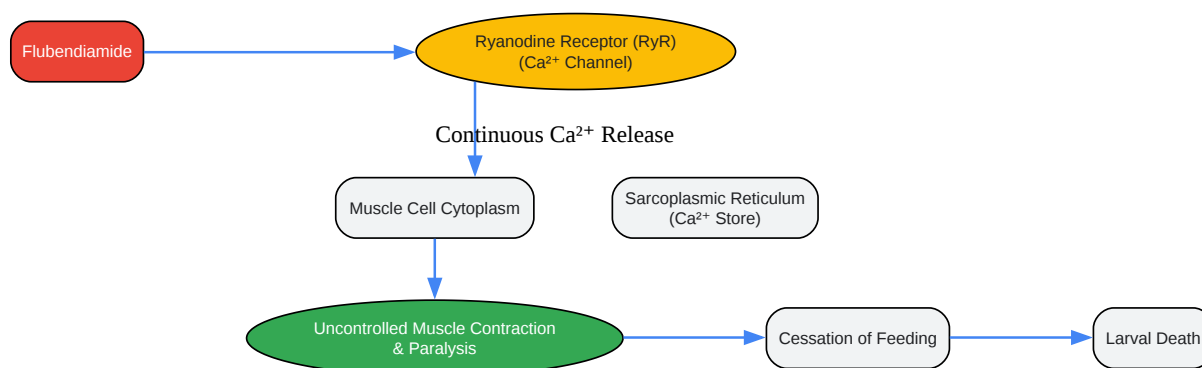 Flubendiamide
Ryanodine Receptor (RyR)
(Ca²⁺ Channel)
Continuous Ca²⁺ Release
Muscle Cell Cytoplasm
Sarcoplasmic Reticulum
(Ca²⁺ Store)
Uncontrolled Muscle Contraction
& Paralysis
Cessation of Feeding
Larval Death